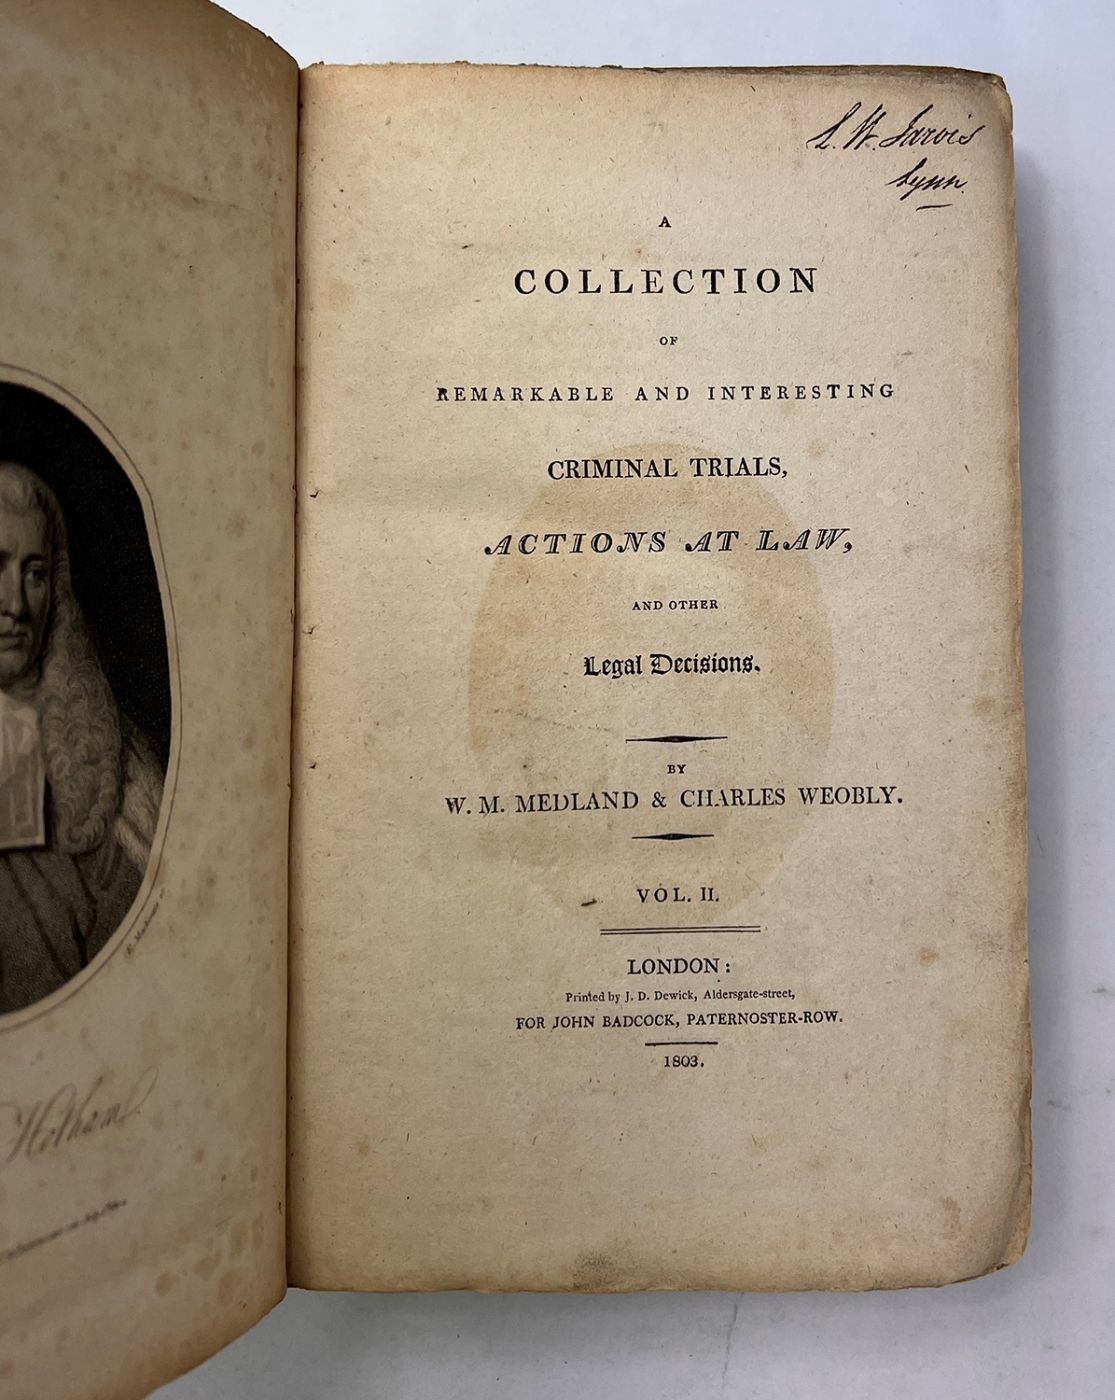 L. W. Jarvis
Lynn.
A
COLLECTION
OF
REMARKABLE AND INTERESTING
CRIMINAL TRIALS,
ACTIONS AT LAW,
AND OTHER
Legal Decisions.
BY
W. M. MEDLAND & CHARLES WEOBLY.
VOL. II.
LONDON:
Printed by J. D. Dewick, Aldersgate-street,
FOR JOHN BADCOCK, PATERNOSTER-ROW.
1803.
Hotham